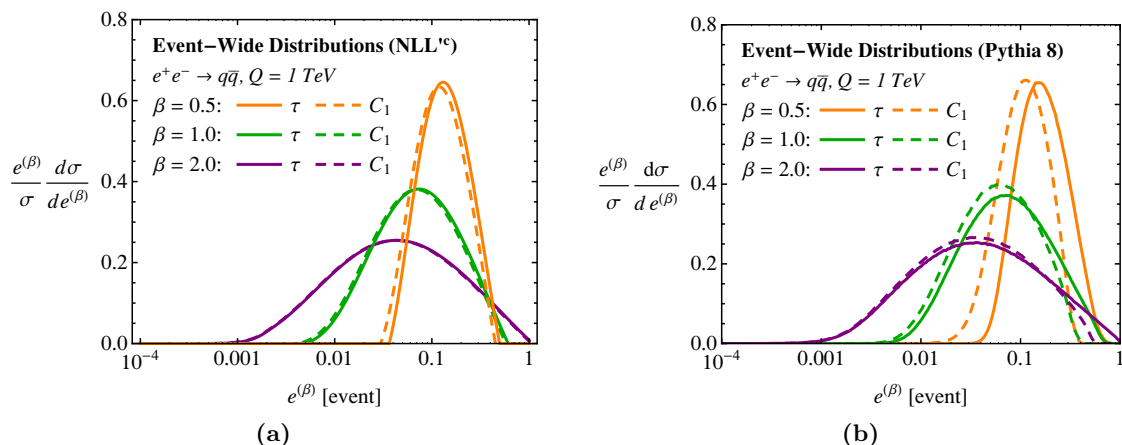 0.8
0.6
0.4
0.2
0.0
Event−Wide Distributions (NLL'ᶜ)
e⁺e⁻ → qq̅, Q = 1 TeV
β = 0.5: τ C₁
β = 1.0: τ C₁
β = 2.0: τ C₁
e^(β) dσ
σ de^(β)
10⁻⁴ 0.001 0.01 0.1 1
e^(β) [event]
(a)
0.8
0.6
0.4
0.2
0.0
Event−Wide Distributions (Pythia 8)
e⁺e⁻ → qq̅, Q = 1 TeV
β = 0.5: τ C₁
β = 1.0: τ C₁
β = 2.0: τ C₁
e^(β) dσ
σ d e^(β)
10⁻⁴ 0.001 0.01 0.1 1
e^(β) [event]
(b)